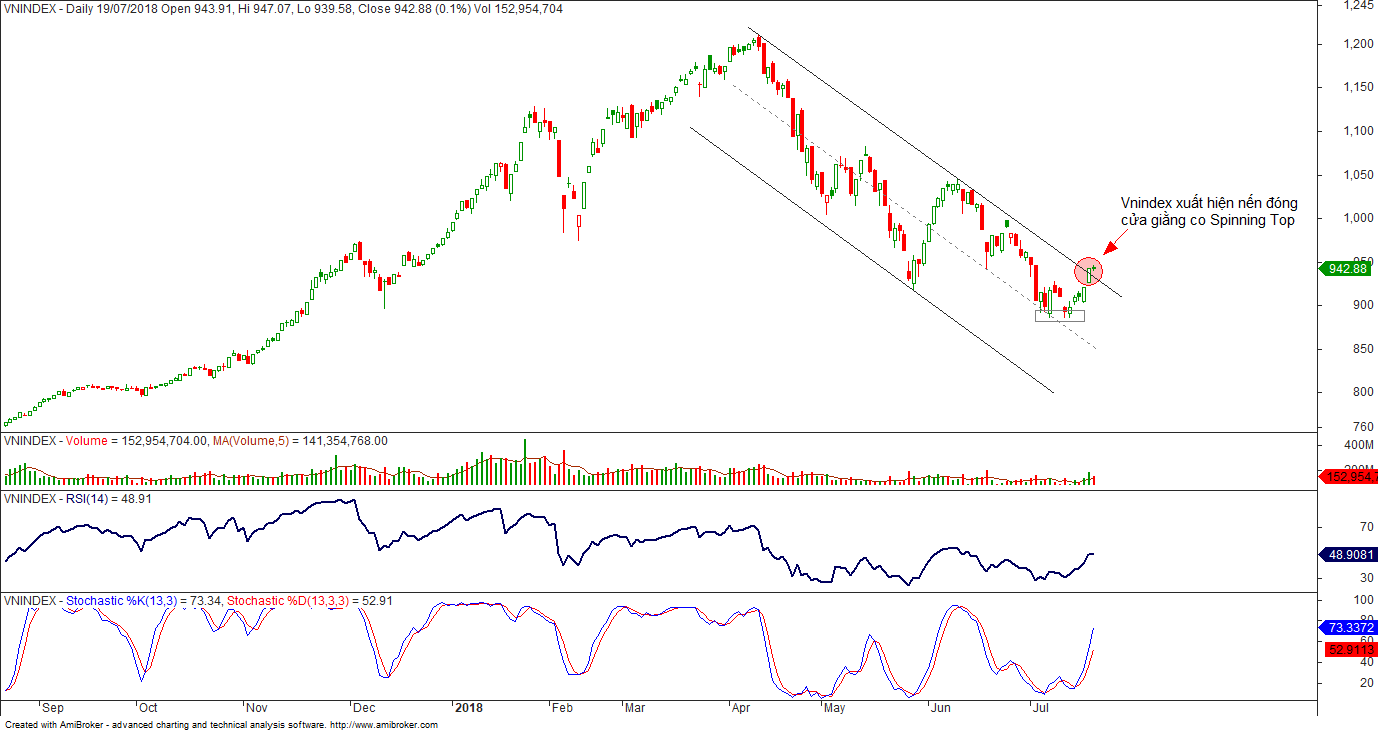 VNINDEX - Daily 19/07/2018 Open 943.91, Hi 947.07, Lo 939.58, Close 942.88 (0.1%) Vol 152,954,704
1,245
1,200
1,150
1,100
1,050
Vnindex xuất hiện nến đóng
cửa giằng co Spinning Top
1,000
950
942.88
900
850
800
760
VNINDEX - Volume = 152,954,704.00, MA(Volume,5) = 141,354,768.00
400M
200M
152,954,7
VNINDEX - RSI(14) = 48.91
70
48.9081
30
VNINDEX - Stochastic %K(13,3) = 73.34, Stochastic %D(13,3,3) = 52.91
100
80
73.3372
60
52.9113
40
20
Sep Oct Nov Dec 2018 Feb Mar Apr May Jun Jul
Created with AmiBroker - advanced charting and technical analysis software. http://www.amibroker.com